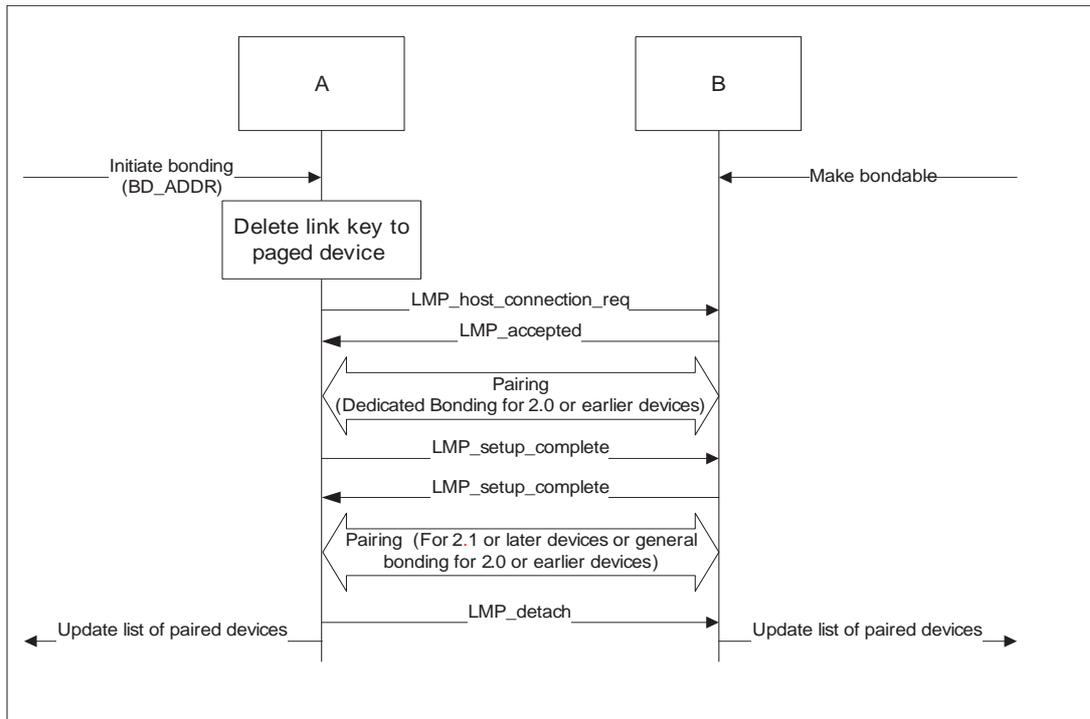 A
B
Initiate bonding
(BD_ADDR)
Make bondable
Delete link key to
paged device
LMP_host_connection_req
LMP_accepted
Pairing
(Dedicated Bonding for 2.0 or earlier devices)
LMP_setup_complete
LMP_setup_complete
Pairing (For 2.1 or later devices or general
bonding for 2.0 or earlier devices)
LMP_detach
Update list of paired devices
Update list of paired devices